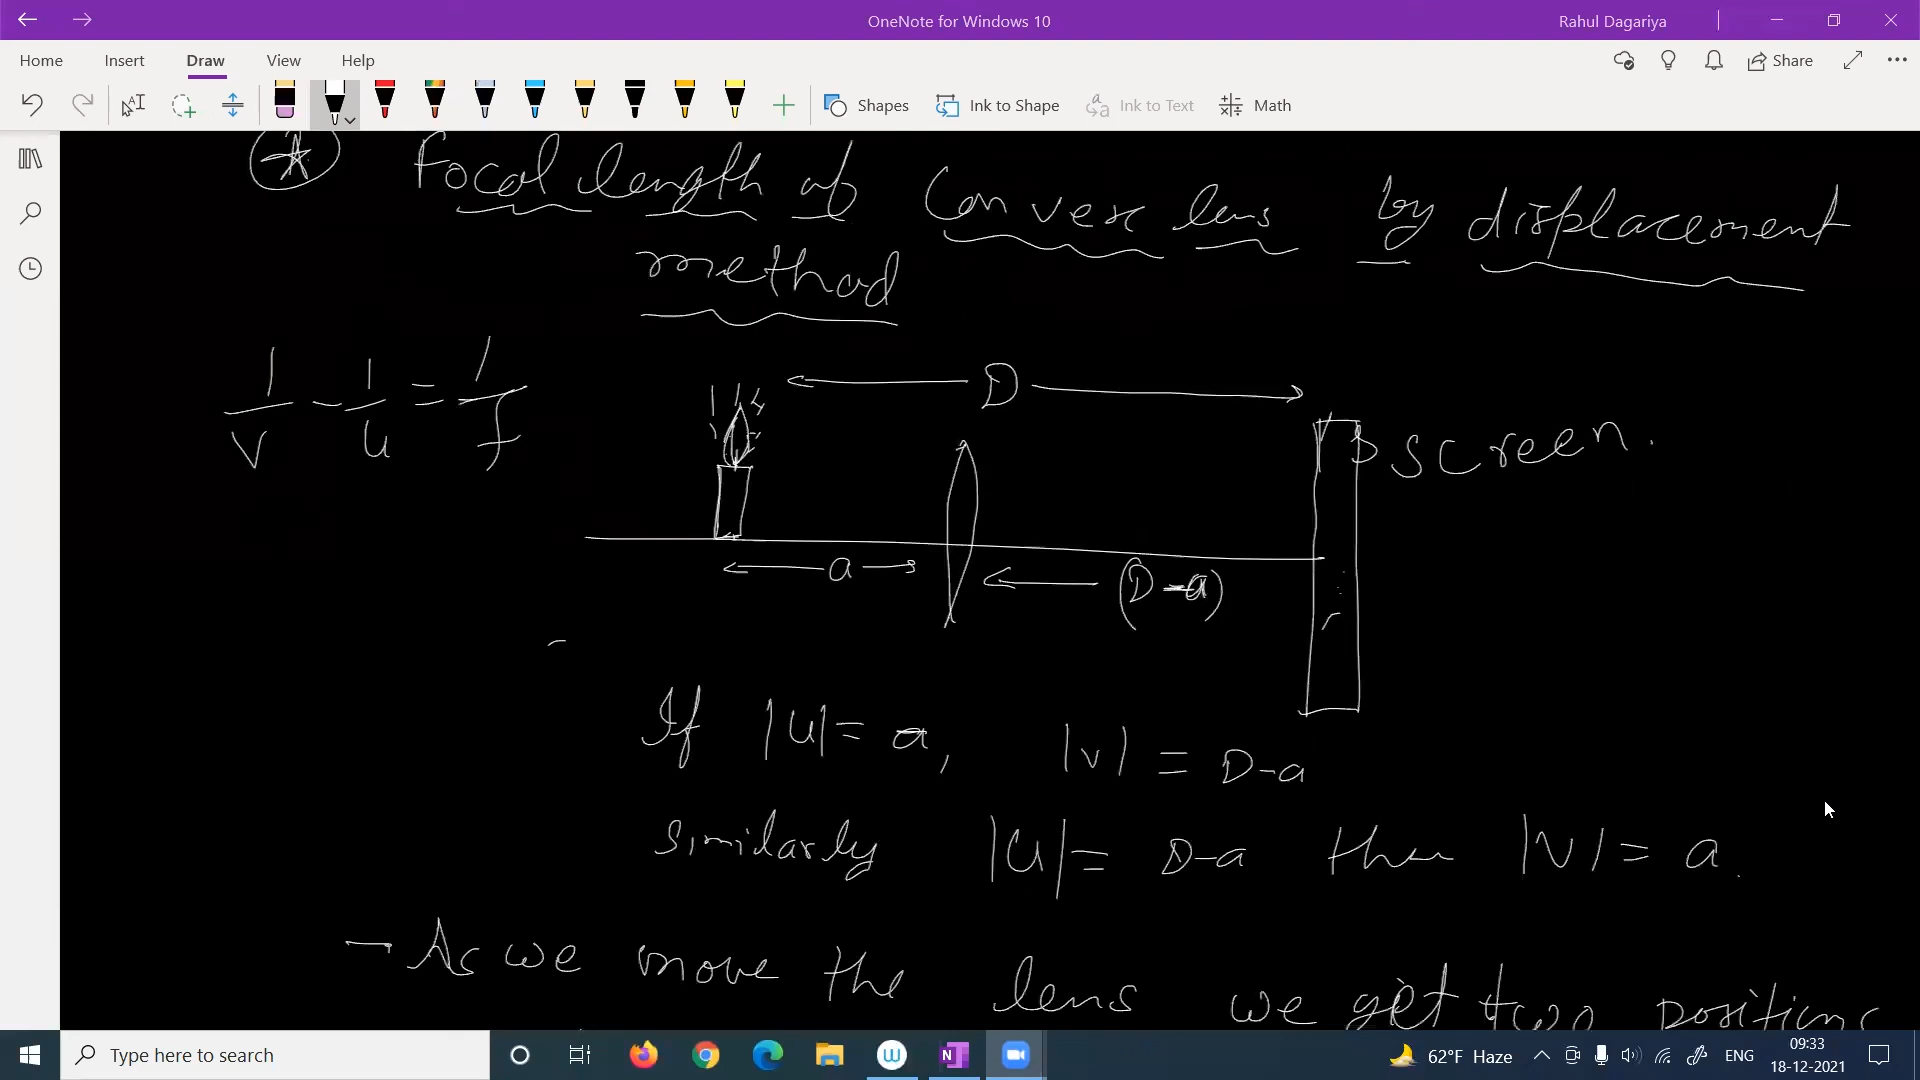 OneNote for Windows 10
Rahul Dagariya
Home Insert Draw View Help
Share
Shapes Ink to Shape Ink to Text Math
Focal length of Convex lens by displacement
method
1/v - 1/u = 1/f
D
screen.
a
(D-a)
If |U| = a, |v| = D-a
Similarly |U| = D-a then |V| = a.
→ As we move the lens we get two positions
Type here to search
62°F Haze
ENG
09:33
18-12-2021